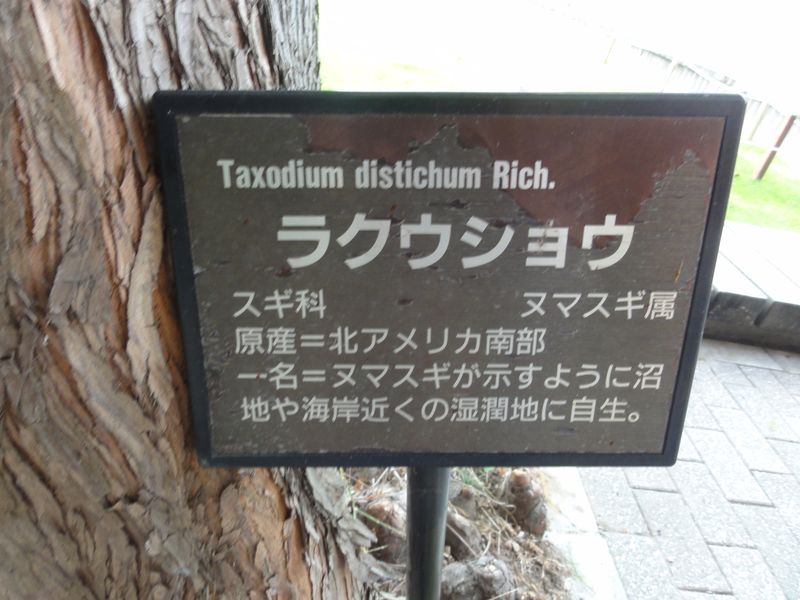 Taxodium distichum Rich.
ラクウショウ
スギ科 ヌマスギ属
原産＝北アメリカ南部
一名＝ヌマスギが示すように沼
地や海岸近くの湿潤地に自生。